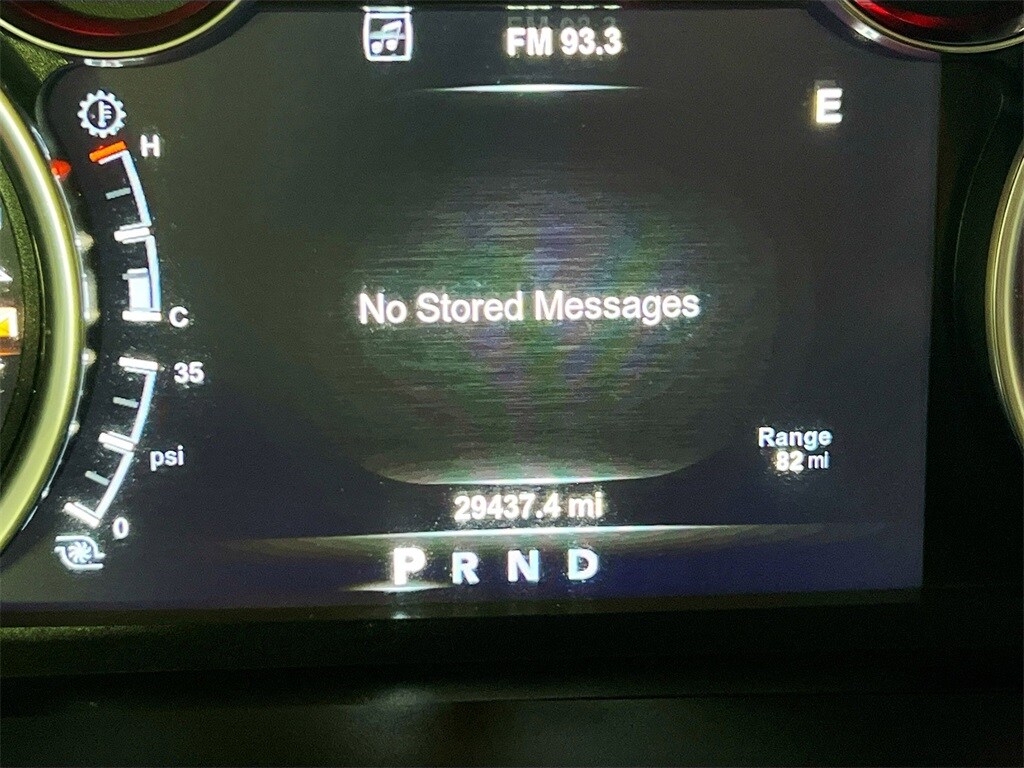 FM 93.3
E
H
No Stored Messages
C
35
psi
Range
82 mi
29437.4 mi
0
P R N D